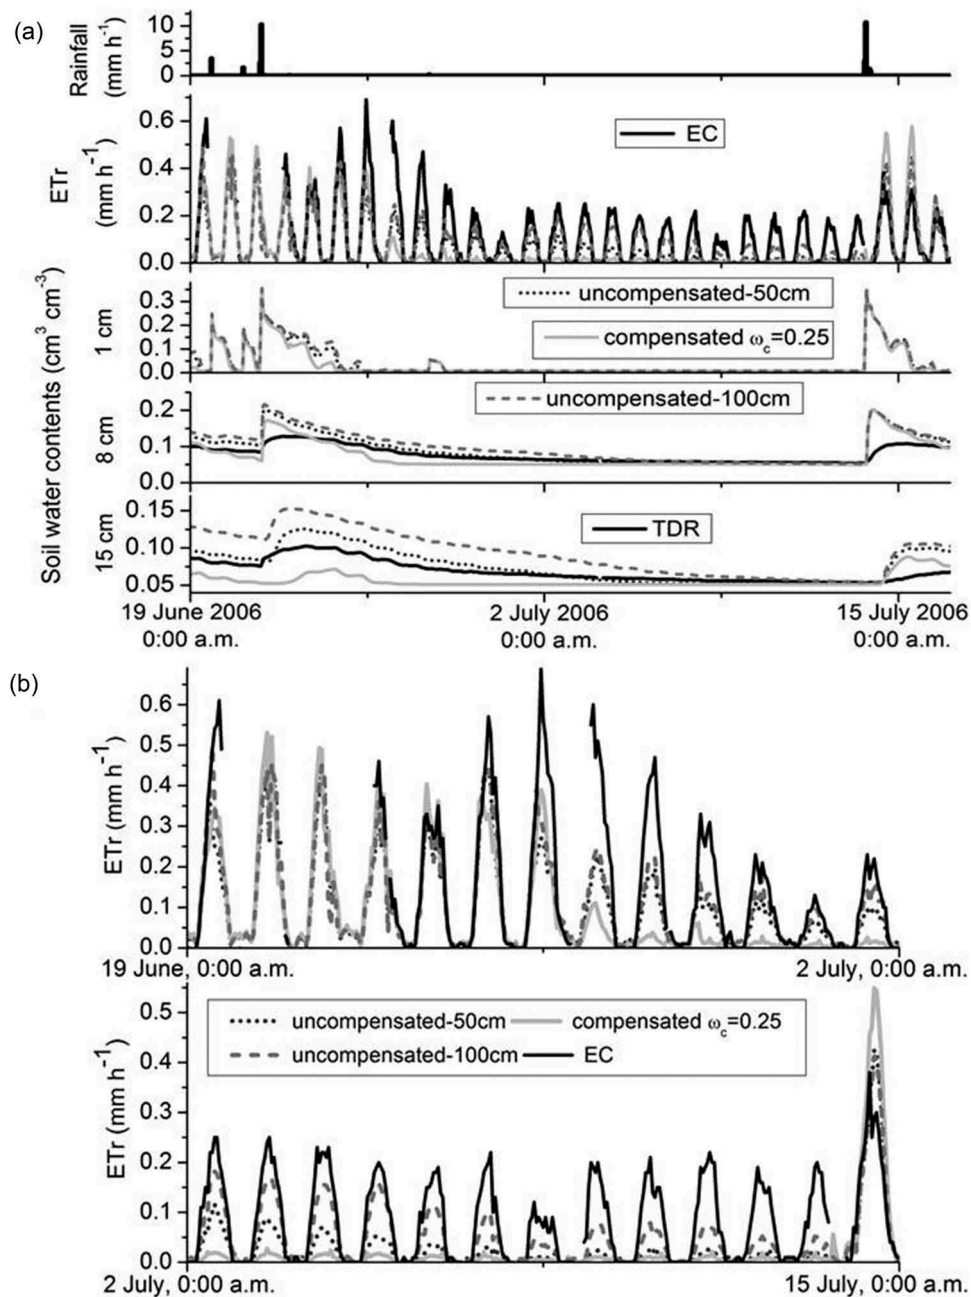 (a)
Rainfall
(mm h⁻¹)
10
5
0
ETr
(mm h⁻¹)
0.6
0.4
0.2
0.0
EC
Soil water contents (cm³ cm⁻³)
1 cm
0.3
0.2
0.1
0.0
uncompensated-50cm
compensated ω_c=0.25
8 cm
0.2
0.1
0.0
uncompensated-100cm
15 cm
0.15
0.10
0.05
TDR
19 June 2006
0:00 a.m.
2 July 2006
0:00 a.m.
15 July 2006
0:00 a.m.
(b)
ETr (mm h⁻¹)
0.6
0.5
0.4
0.3
0.2
0.1
0.0
19 June, 0:00 a.m.
2 July, 0:00 a.m.
ETr (mm h⁻¹)
0.5
0.4
0.3
0.2
0.1
0.0
uncompensated-50cm
compensated ω_c=0.25
uncompensated-100cm
EC
2 July, 0:00 a.m.
15 July, 0:00 a.m.